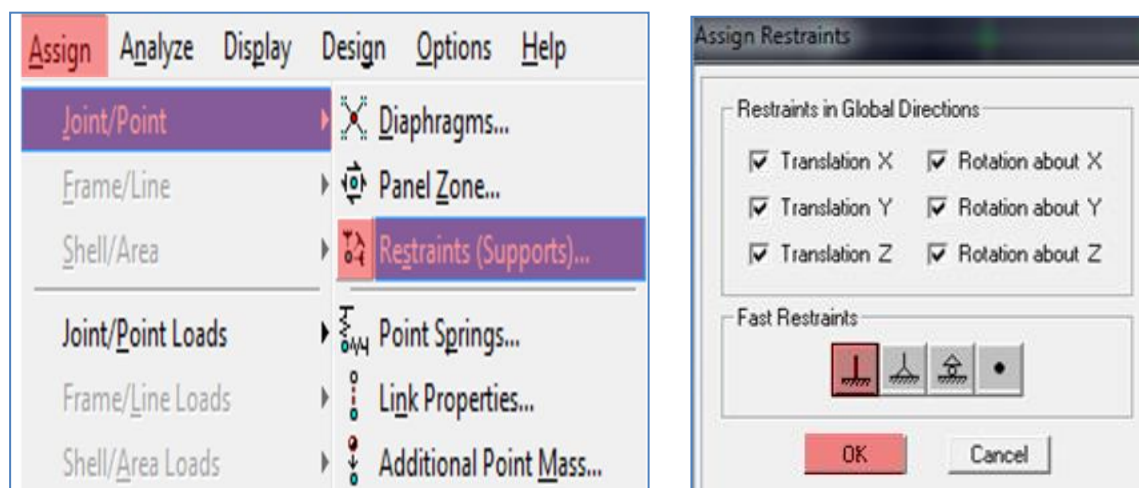 Assign Analyze Display Design Options Help
Joint/Point
Frame/Line
Shell/Area
Joint/Point Loads
Frame/Line Loads
Shell/Area Loads
Diaphragms...
Panel Zone...
Restraints (Supports)...
Point Springs...
Link Properties...
Additional Point Mass...
Assign Restraints
Restraints in Global Directions
Translation X Rotation about X
Translation Y Rotation about Y
Translation Z Rotation about Z
Fast Restraints
OK Cancel